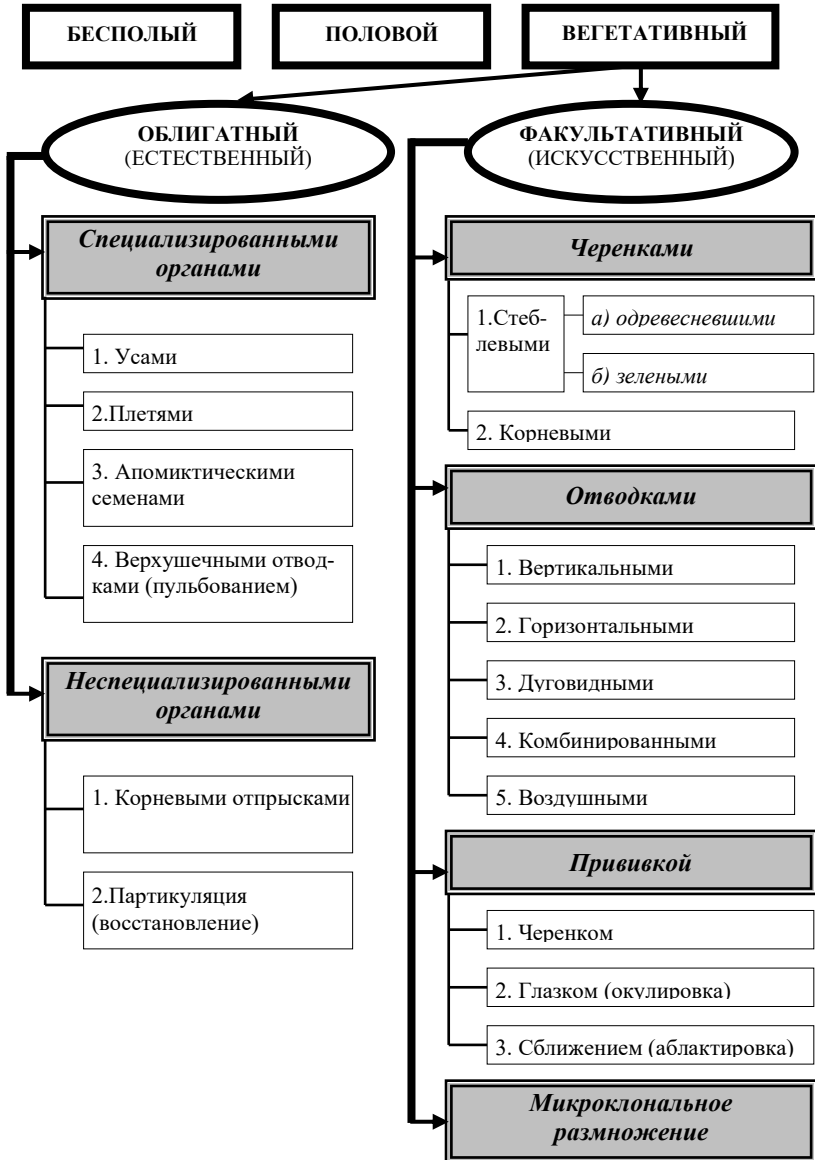 БЕСПОЛЫЙ
ПОЛОВОЙ
ВЕГЕТАТИВНЫЙ
ОБЛИГАТНЫЙ
(ЕСТЕСТВЕННЫЙ)
Специализированными
органами
1. Усами
2.Плетями
3. Апомиктическими
семенами
4. Верхушечными отвод-
ками (пульбованием)
Неспециализированными
органами
1. Корневыми отпрысками
2.Партикуляция
(восстановление)
ФАКУЛЬТАТИВНЫЙ
(ИСКУССТВЕННЫЙ)
Черенками
1.Стеб-
левыми
а) одревесневшими
б) зелеными
2. Корневыми
Отводками
1. Вертикальными
2. Горизонтальными
3. Дуговидными
4. Комбинированными
5. Воздушными
Прививкой
1. Черенком
2. Глазком (окулировка)
3. Сближением (аблактировка)
Микроклональное
размножение